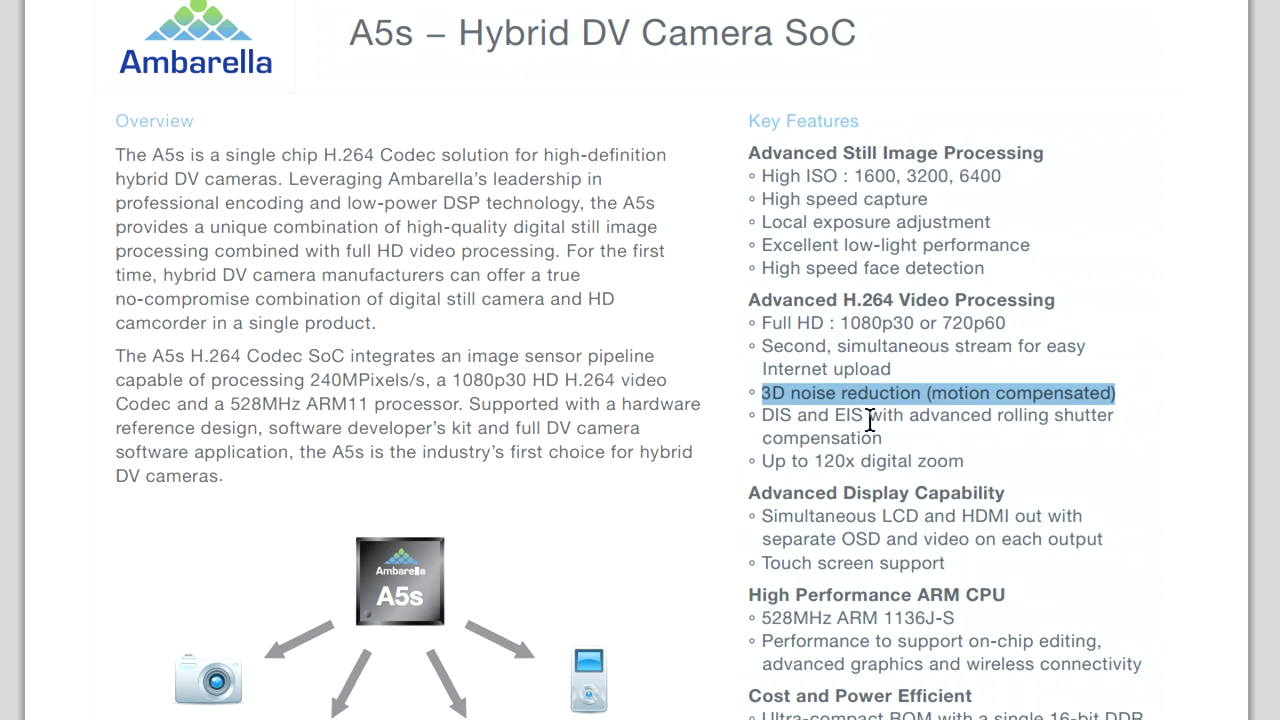 Ambarella
A5s – Hybrid DV Camera SoC
Overview
The A5s is a single chip H.264 Codec solution for high-definition
hybrid DV cameras. Leveraging Ambarella’s leadership in
professional encoding and low-power DSP technology, the A5s
provides a unique combination of high-quality digital still image
processing combined with full HD video processing. For the first
time, hybrid DV camera manufacturers can offer a true
no-compromise combination of digital still camera and HD
camcorder in a single product.
The A5s H.264 Codec SoC integrates an image sensor pipeline
capable of processing 240MPixels/s, a 1080p30 HD H.264 video
Codec and a 528MHz ARM11 processor. Supported with a hardware
reference design, software developer’s kit and full DV camera
software application, the A5s is the industry’s first choice for hybrid
DV cameras.
Ambarella
A5s
Key Features
Advanced Still Image Processing
◦ High ISO : 1600, 3200, 6400
◦ High speed capture
◦ Local exposure adjustment
◦ Excellent low-light performance
◦ High speed face detection
Advanced H.264 Video Processing
◦ Full HD : 1080p30 or 720p60
◦ Second, simultaneous stream for easy
Internet upload
◦ 3D noise reduction (motion compensated)
◦ DIS and EIS with advanced rolling shutter
compensation
◦ Up to 120x digital zoom
Advanced Display Capability
◦ Simultaneous LCD and HDMI out with
separate OSD and video on each output
◦ Touch screen support
High Performance ARM CPU
◦ 528MHz ARM 1136J-S
◦ Performance to support on-chip editing,
advanced graphics and wireless connectivity
Cost and Power Efficient
◦ Ultra-compact BOM with a single 16-bit DDR